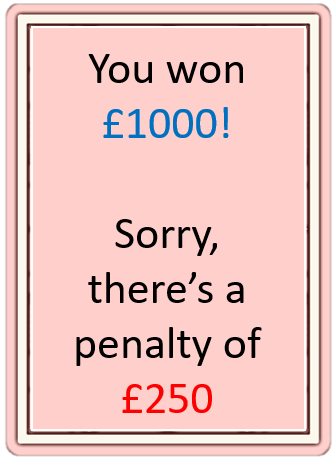 You won
£1000!
Sorry,
there’s a
penalty of
£250